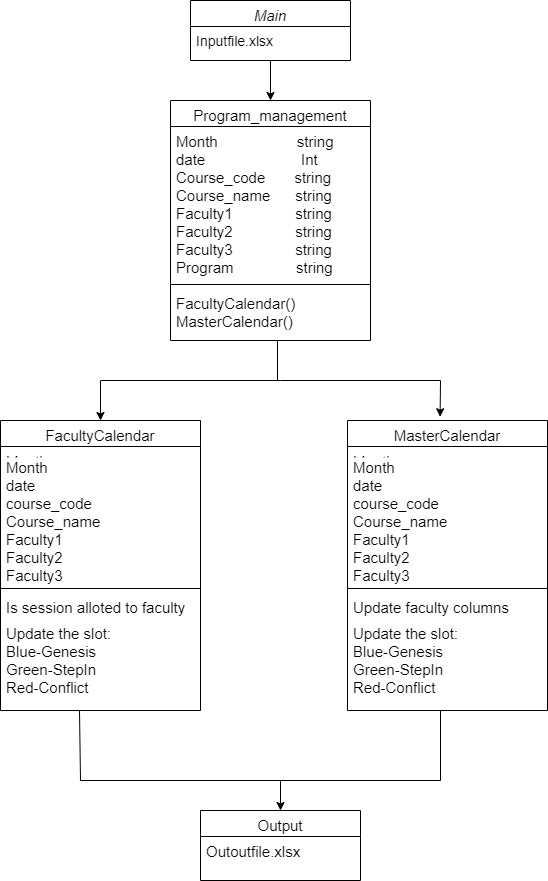 Main
Inputfile.xlsx
Program_management
Month string
date Int
Course_code string
Course_name string
Faculty1 string
Faculty2 string
Faculty3 string
Program string
FacultyCalendar()
MasterCalendar()
FacultyCalendar
Month
date
course_code
Course_name
Faculty1
Faculty2
Faculty3
Is session alloted to faculty
Update the slot:
Blue-Genesis
Green-StepIn
Red-Conflict
MasterCalendar
Month
date
course_code
Course_name
Faculty1
Faculty2
Faculty3
Update faculty columns
Update the slot:
Blue-Genesis
Green-StepIn
Red-Conflict
Output
Outoutfile.xlsx